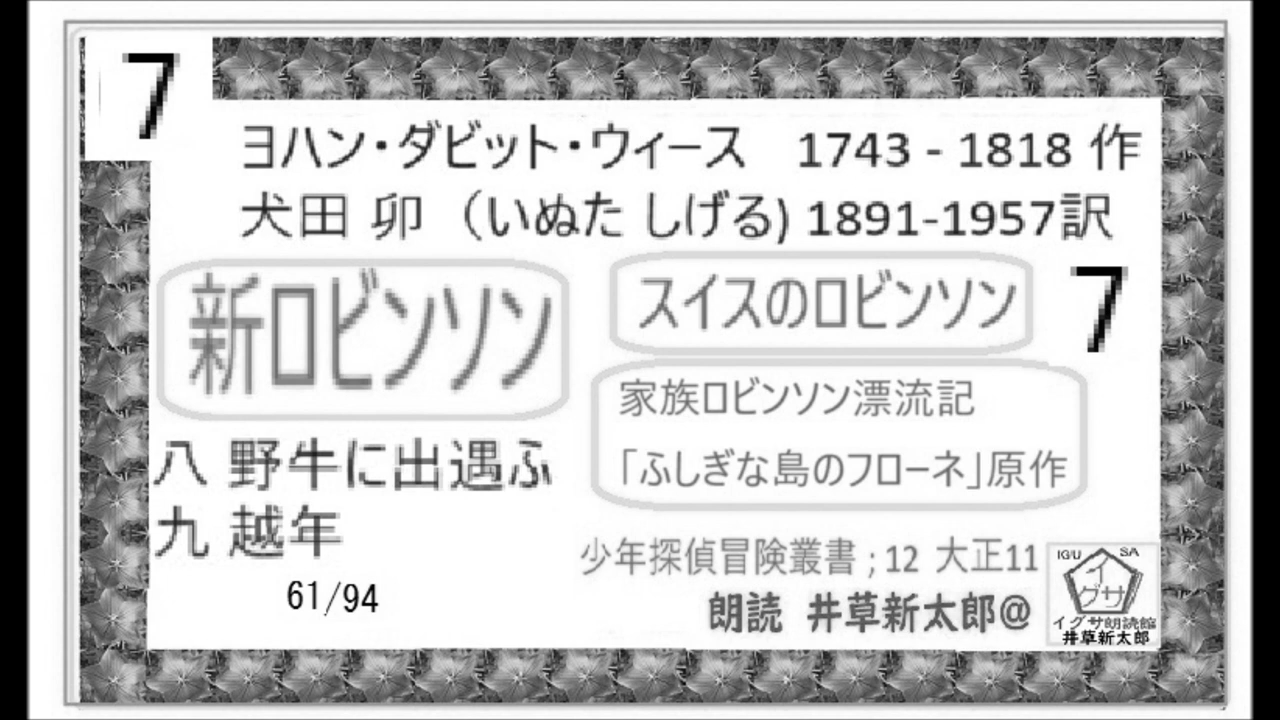 7
ヨハン・ダビット・ウィース 1743 - 1818 作
犬田 卯 （いぬた しげる) 1891-1957訳
新ロビンソン
スイスのロビンソン
7
家族ロビンソン漂流記
「ふしぎな島のフローネ」原作
八 野牛に出遇ふ
九 越年
61/94
少年探偵冒険叢書 ; 12 大正11
朗読 井草新太郎@
IGU SA
イ
グサ
イグサ朗読館
井草新太郎